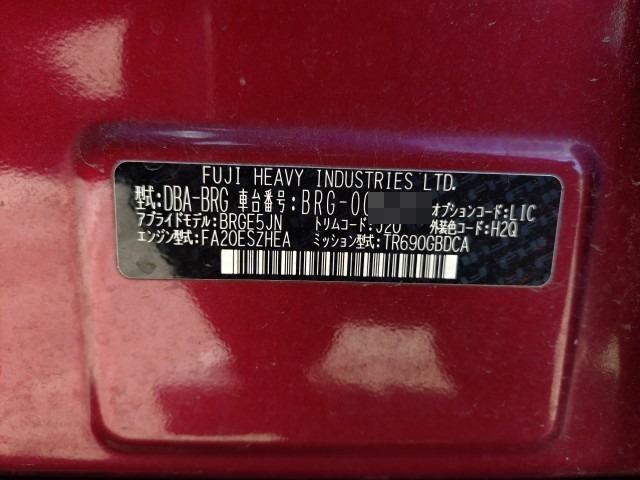 FUJI HEAVY INDUSTRIES LTD.
型式:DBA-BRG 車台番号:BRG-00 オプションコード:LIC
アプライドモデル:BRGE5JN トリムコード:J20 外装色コード:H2Q
エンジン型式:FA20ESZHEA ミッション型式:TR690GBDCA